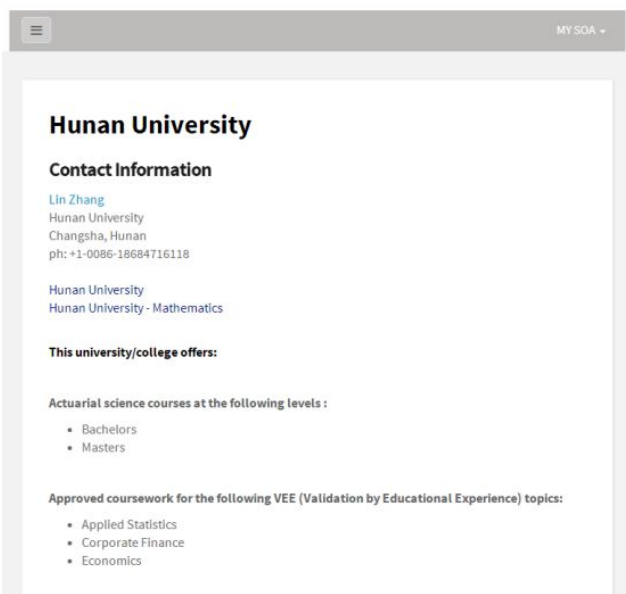 MY SOA
Hunan University
Contact Information
Lin Zhang
Hunan University
Changsha, Hunan
ph: +1-0086-18684716118
Hunan University
Hunan University - Mathematics
This university/college offers:
Actuarial science courses at the following levels :
• Bachelors
• Masters
Approved coursework for the following VEE (Validation by Educational Experience) topics:
• Applied Statistics
• Corporate Finance
• Economics